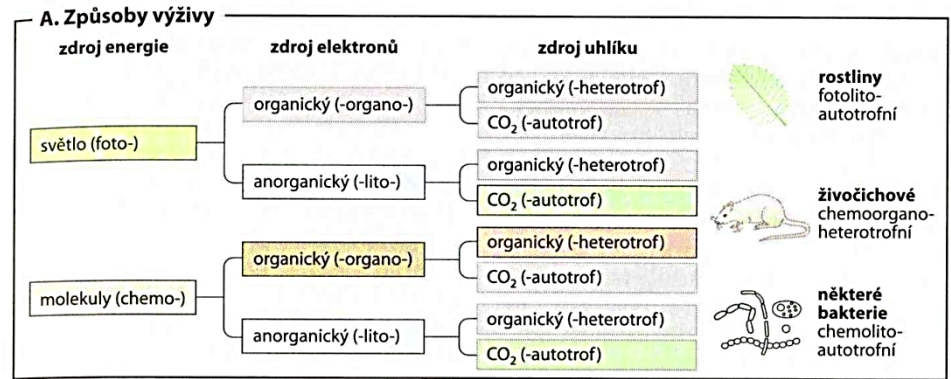 A. Způsoby výživy
zdroj energie
zdroj elektronů
zdroj uhlíku
světlo (foto-)
organický (-organo-)
organický (-heterotrof)
CO₂ (-autotrof)
anorganický (-lito-)
organický (-heterotrof)
CO₂ (-autotrof)
molekuly (chemo-)
organický (-organo-)
organický (-heterotrof)
CO₂ (-autotrof)
anorganický (-lito-)
organický (-heterotrof)
CO₂ (-autotrof)
rostliny
fotolito-
autotrofní
živočichové
chemoorgano-
heterotrofní
některé
bakterie
chemolito-
autotrofní